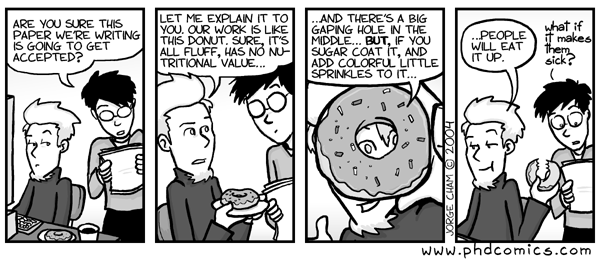 ARE YOU SURE THIS
PAPER WE'RE WRITING
IS GOING TO GET
ACCEPTED?
LET ME EXPLAIN IT TO
YOU. OUR WORK IS LIKE
THIS DONUT. SURE, IT'S
ALL FLUFF, HAS NO NU-
TRITIONAL VALUE...
...AND THERE'S A BIG
GAPING HOLE IN THE
MIDDLE... BUT, IF YOU
SUGAR COAT IT, AND
ADD COLORFUL LITTLE
SPRINKLES TO IT...
JORGE CHAM © 2004
...PEOPLE
WILL EAT
IT UP.
what if
it makes
them
sick?
www.phdcomics.com